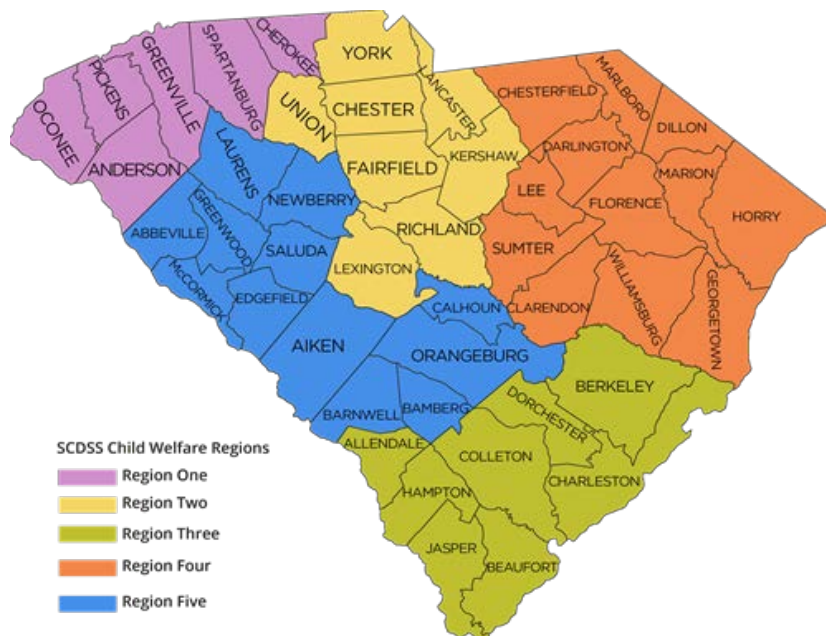 CHEROKEE
YORK
SPARTANBURG
GREENVILLE
PICKENS
OCONEE
LANCASTER
CHESTERFIELD
MARLBORO
UNION
CHESTER
DILLON
ANDERSON
LAURENS
FAIRFIELD
KERSHAW
DARLINGTON
MARION
LEE
NEWBERRY
FLORENCE
HORRY
ABBEVILLE
GREENWOOD
SALUDA
RICHLAND
SUMTER
LEXINGTON
McCORMICK
EDGEFIELD
CALHOUN
CLARENDON
WILLIAMSBURG
GEORGETOWN
AIKEN
ORANGEBURG
BERKELEY
BARNWELL
BAMBERG
DORCHESTER
ALLENDALE
COLLETON
CHARLESTON
HAMPTON
JASPER
BEAUFORT
SCDSS Child Welfare Regions
Region One
Region Two
Region Three
Region Four
Region Five